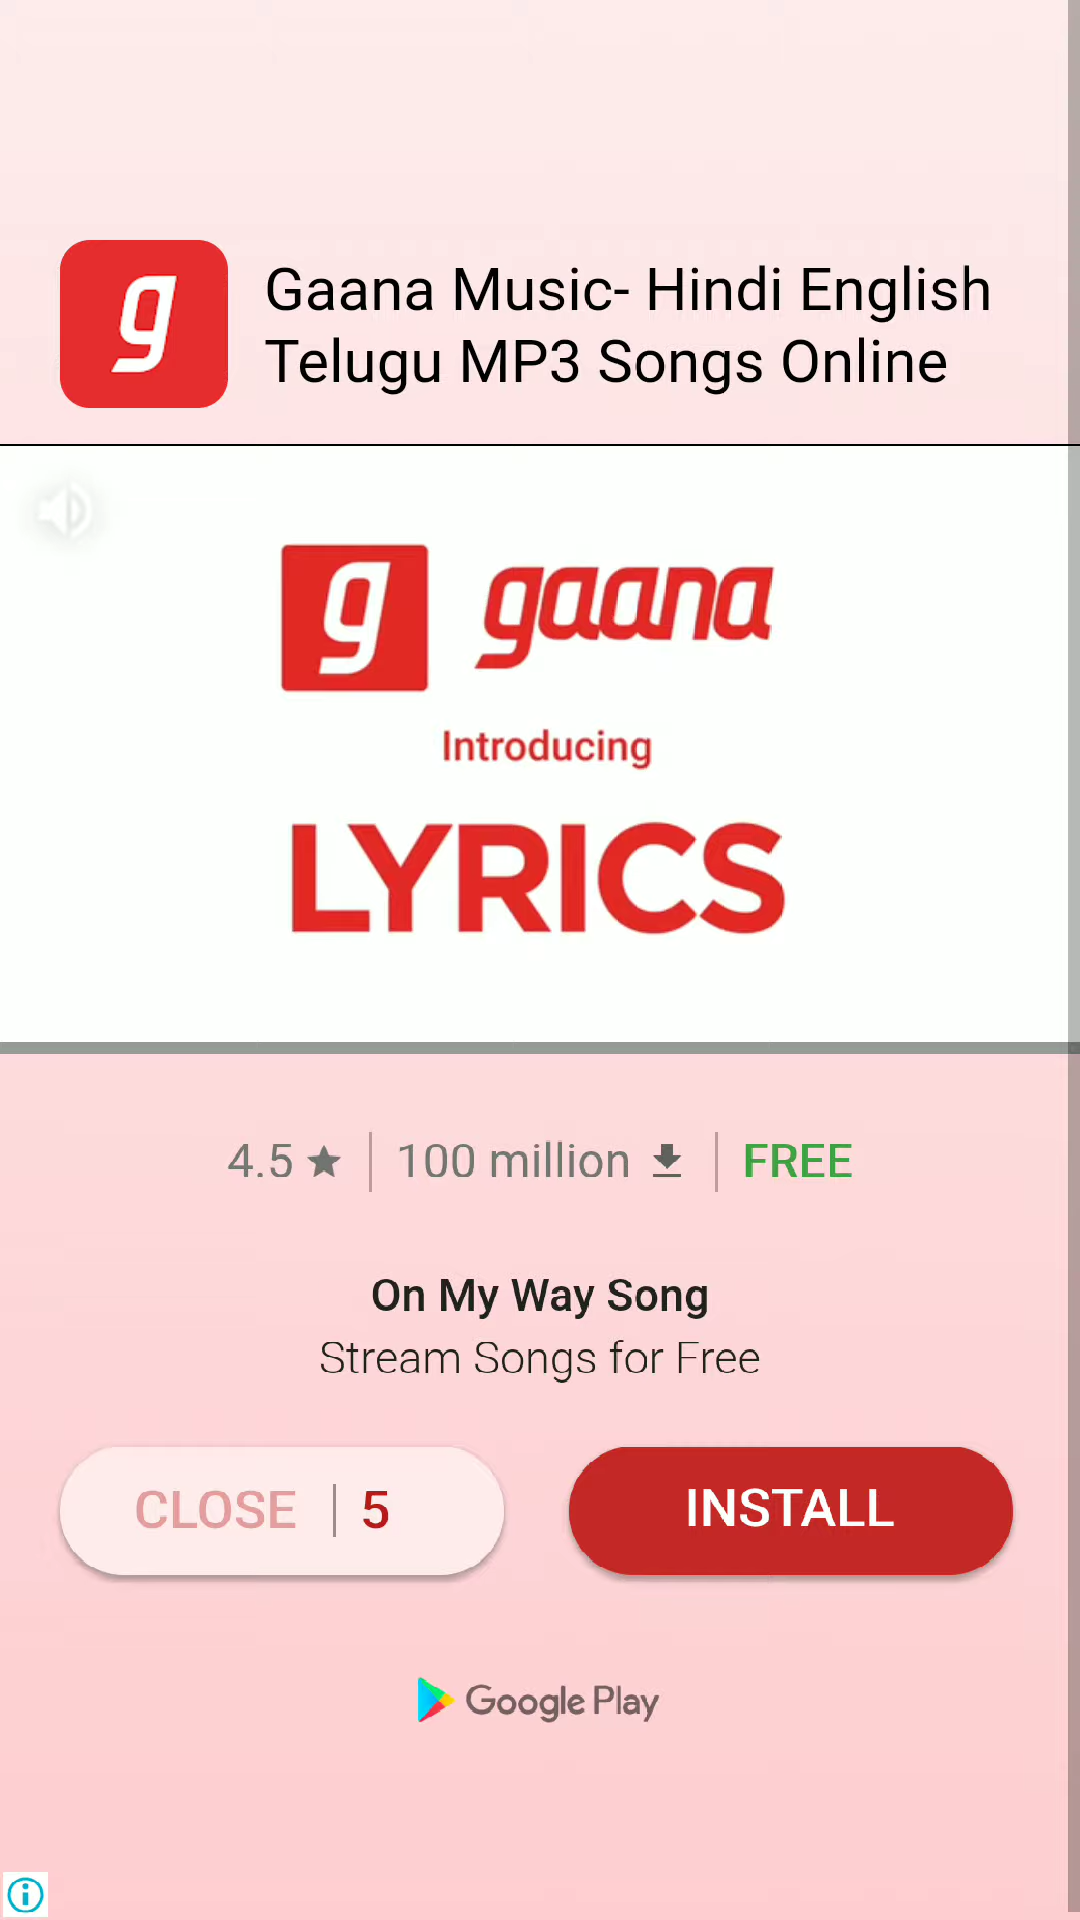 g
Gaana Music- Hindi English
Telugu MP3 Songs Online
g gaana
Introducing
LYRICS
4.5 ★ | 100 million | FREE
On My Way Song
Stream Songs for Free
CLOSE | 5
INSTALL
Google Play